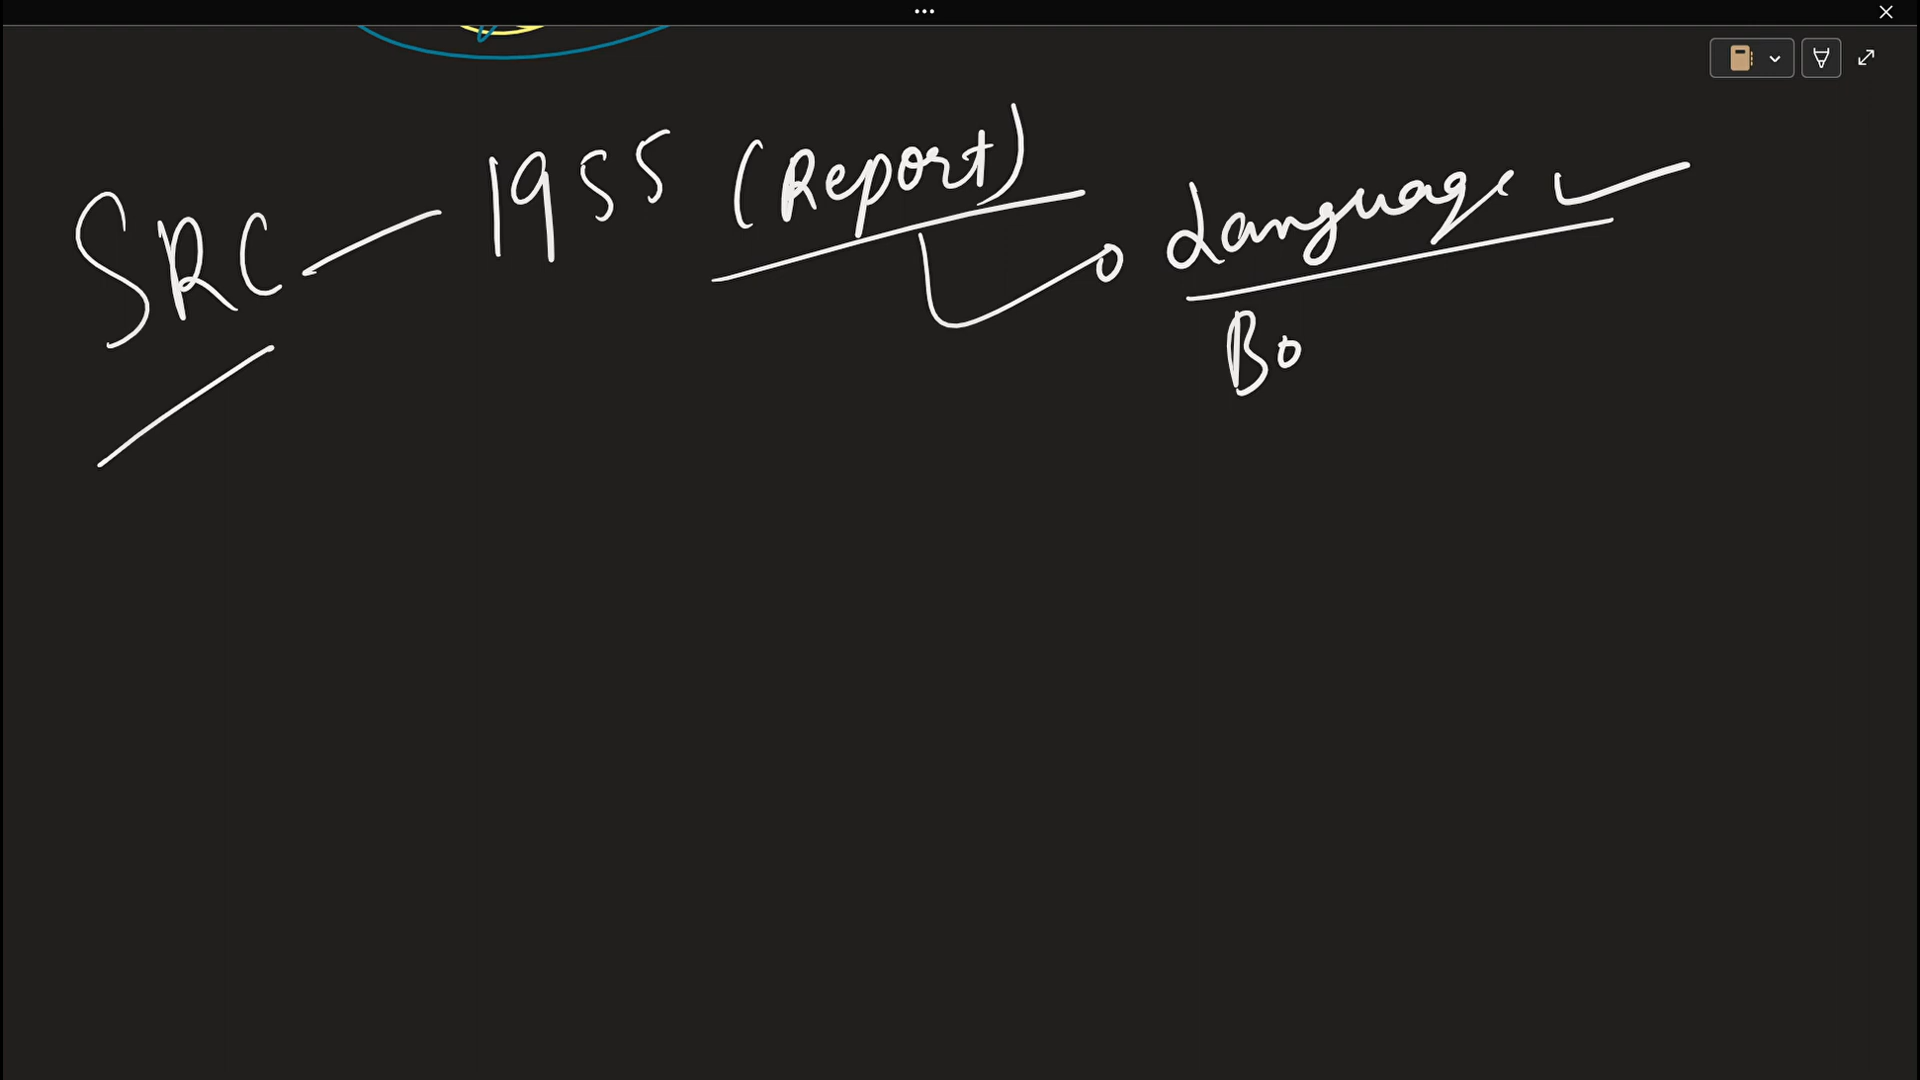 SRC — 1955 (Report)
Language
Bo